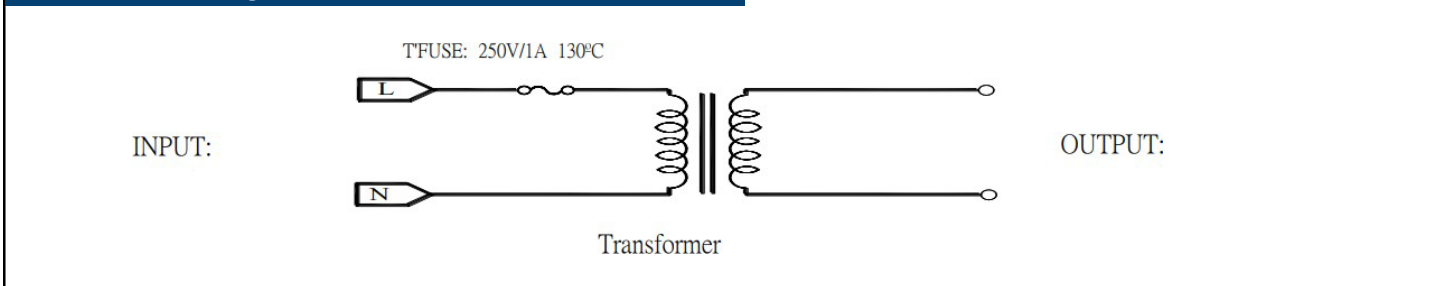 T'FUSE: 250V/1A 130ºC
L
INPUT:
OUTPUT:
N
Transformer